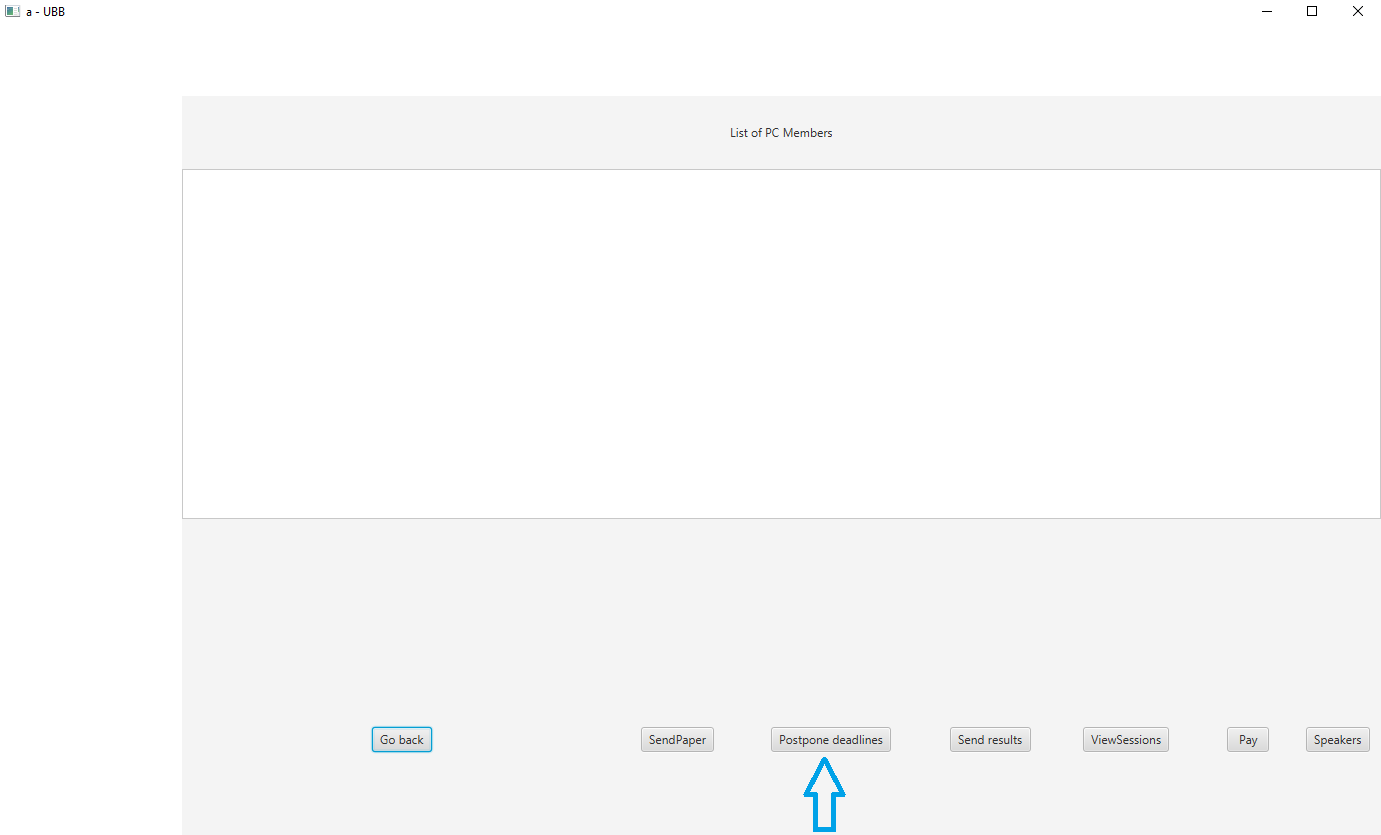 a - UBB
List of PC Members
Go back SendPaper Postpone deadlines Send results ViewSessions Pay Speakers